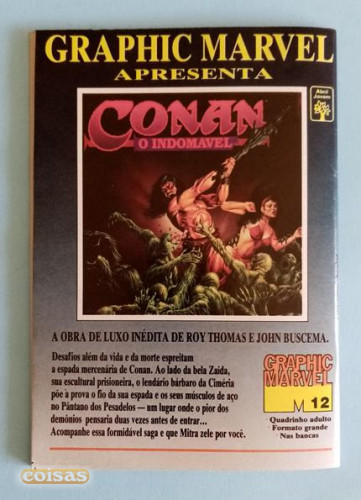 GRAPHIC MARVEL
APRESENTA
Abril
Jovem
CONAN
O INDOMÁVEL
A OBRA DE LUXO INÉDITA DE ROY THOMAS E JOHN BUSCEMA.
Desafios além da vida e da morte espreitam
a espada mercenária de Conan. Ao lado da bela Zaida,
sua escultural prisioneira, o lendário bárbaro da Ciméria
põe à prova o fio da sua espada e os seus músculos de aço
no Pântano dos Pesadelos — um lugar onde o pior dos
demônios pensaria duas vezes antes de entrar...
Acompanhe essa formidável saga e que Mitra zele por você.
GRAPHIC
MARVEL
M 12
Quadrinho adulto
· Formato grande
· Nas bancas
coisas